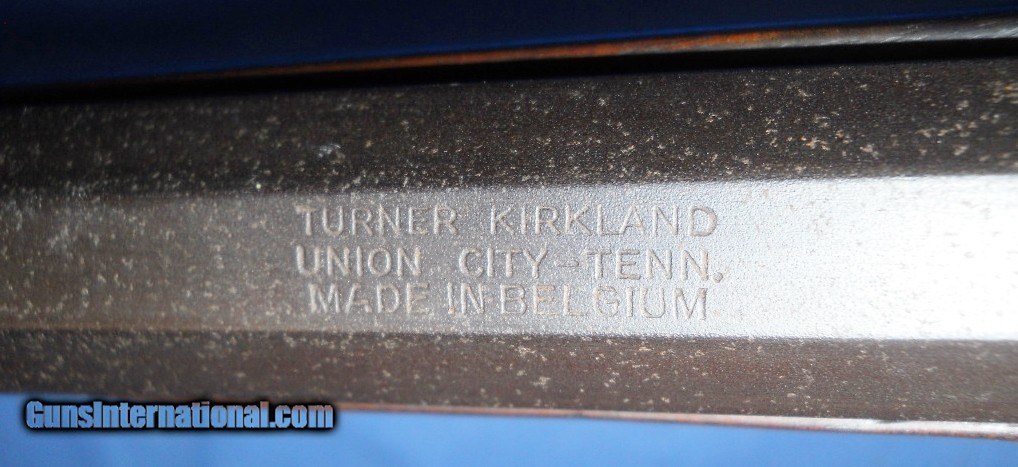 TURNER KIRKLAND
UNION CITY-TENN.
MADE IN BELGIUM
GunsInternational.com